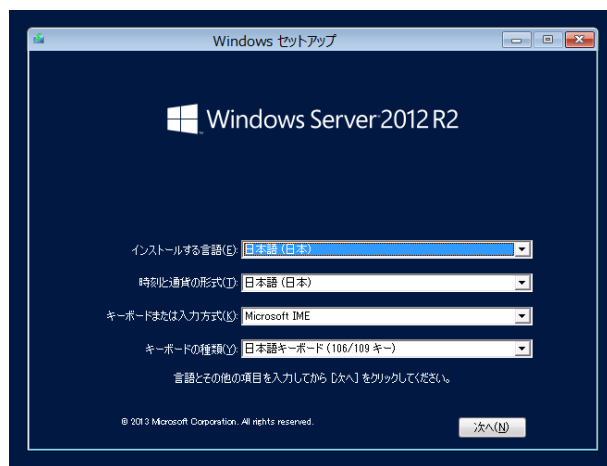 Windows セットアップ
Windows Server 2012 R2
インストールする言語(E): 日本語 (日本)
時刻と通貨の形式(T): 日本語 (日本)
キーボードまたは入力方式(K): Microsoft IME
キーボードの種類(Y): 日本語キーボード (106/109 キー)
言語とその他の項目を入力してから [次へ] をクリックしてください。
© 2013 Microsoft Corporation. All rights reserved.
次へ(N)